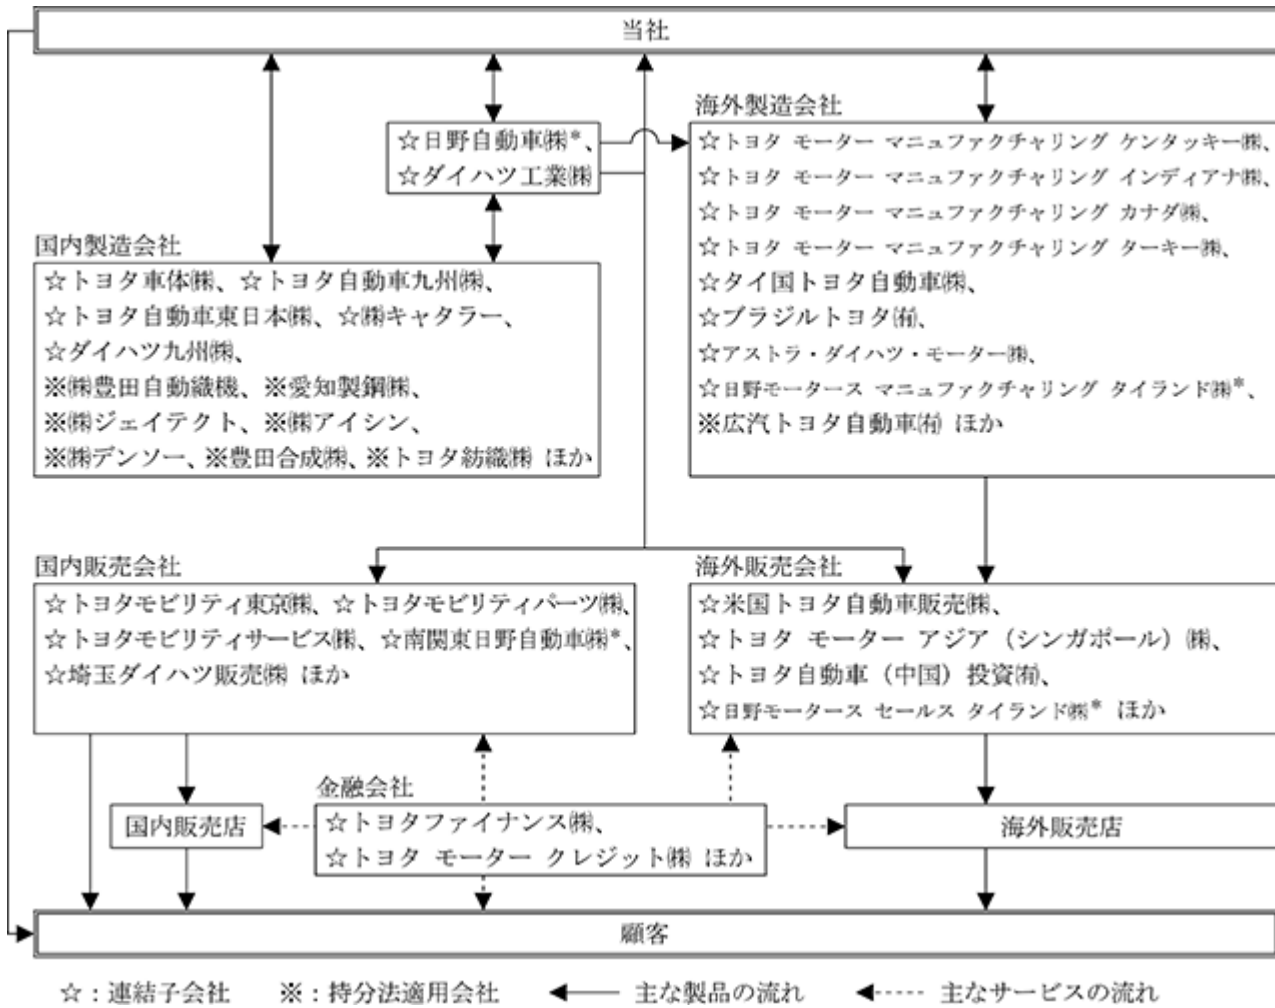 当社
☆日野自動車㈱*、
☆ダイハツ工業㈱
海外製造会社
☆トヨタ モーター マニュファクチャリング ケンタッキー㈱、
☆トヨタ モーター マニュファクチャリング インディアナ㈱、
☆トヨタ モーター マニュファクチャリング カナダ㈱、
☆トヨタ モーター マニュファクチャリング ターキー㈱、
☆タイ国トヨタ自動車㈱、
☆ブラジルトヨタ㈲、
☆アストラ・ダイハツ・モーター㈱、
☆日野モータース マニュファクチャリング タイランド㈱*、
※広汽トヨタ自動車㈲ ほか
国内製造会社
☆トヨタ車体㈱、☆トヨタ自動車九州㈱、
☆トヨタ自動車東日本㈱、☆㈱キャタラー、
☆ダイハツ九州㈱、
※㈱豊田自動織機、※愛知製鋼㈱、
※㈱ジェイテクト、※㈱アイシン、
※㈱デンソー、※豊田合成㈱、※トヨタ紡織㈱ ほか
国内販売会社
☆トヨタモビリティ東京㈱、☆トヨタモビリティパーツ㈱、
☆トヨタモビリティサービス㈱、☆南関東日野自動車㈱*、
☆埼玉ダイハツ販売㈱ ほか
海外販売会社
☆米国トヨタ自動車販売㈱、
☆トヨタ モーター アジア（シンガポール）㈱、
☆トヨタ自動車（中国）投資㈲、
☆日野モータース セールス タイランド㈱* ほか
金融会社
☆トヨタファイナンス㈱、
☆トヨタ モーター クレジット㈱ ほか
国内販売店
海外販売店
顧客
☆：連結子会社 ※：持分法適用会社 主な製品の流れ 主なサービスの流れ